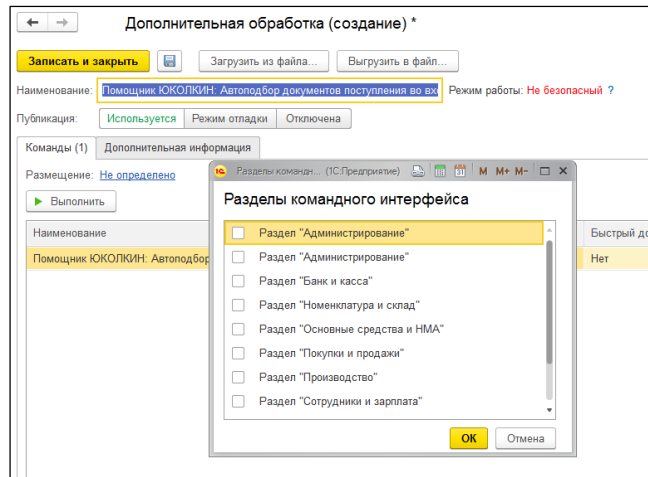 Дополнительная обработка (создание) *
Записать и закрыть Загрузить из файла... Выгрузить в файл...
Наименование: Помощник ЮКОЛКИН: Автоподбор документов поступления во Режим работы: Не безопасный ?
Публикация: Используется Режим отладки Отключена
Команды (1) Дополнительная информация
Размещение: Не определено
Выполнить
Наименование Быстрый
Помощник ЮКОЛКИН: Автоподбор Нет
1С Разделы командн... (1С:Предприятие) 31 M M+ M-
Разделы командного интерфейса
Раздел "Администрирование"
Раздел "Администрирование"
Раздел "Банк и касса"
Раздел "Номенклатура и склад"
Раздел "Основные средства и НМА"
Раздел "Покупки и продажи"
Раздел "Производство"
Раздел "Сотрудники и зарплата"
ОК Отмена